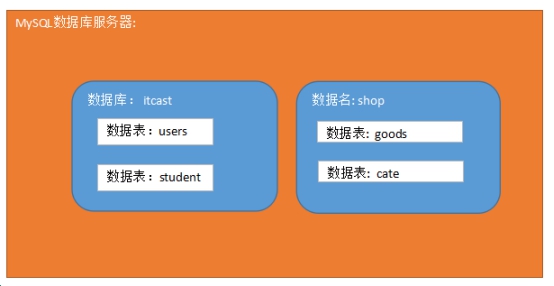 MySQL数据库服务器:
数据库： itcast
数据表：users
数据表：student
数据名: shop
数据表: goods
数据表: cate